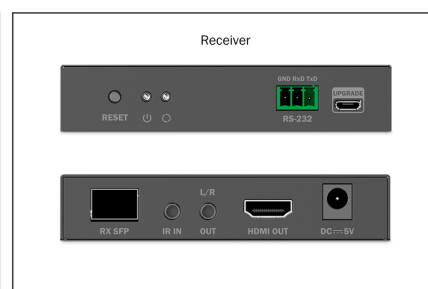 Receiver
GND RxD TxD
UPGRADE
RESET
RS-232
L/R
RX SFP
IR IN
OUT
HDMI OUT
DC⎓5V